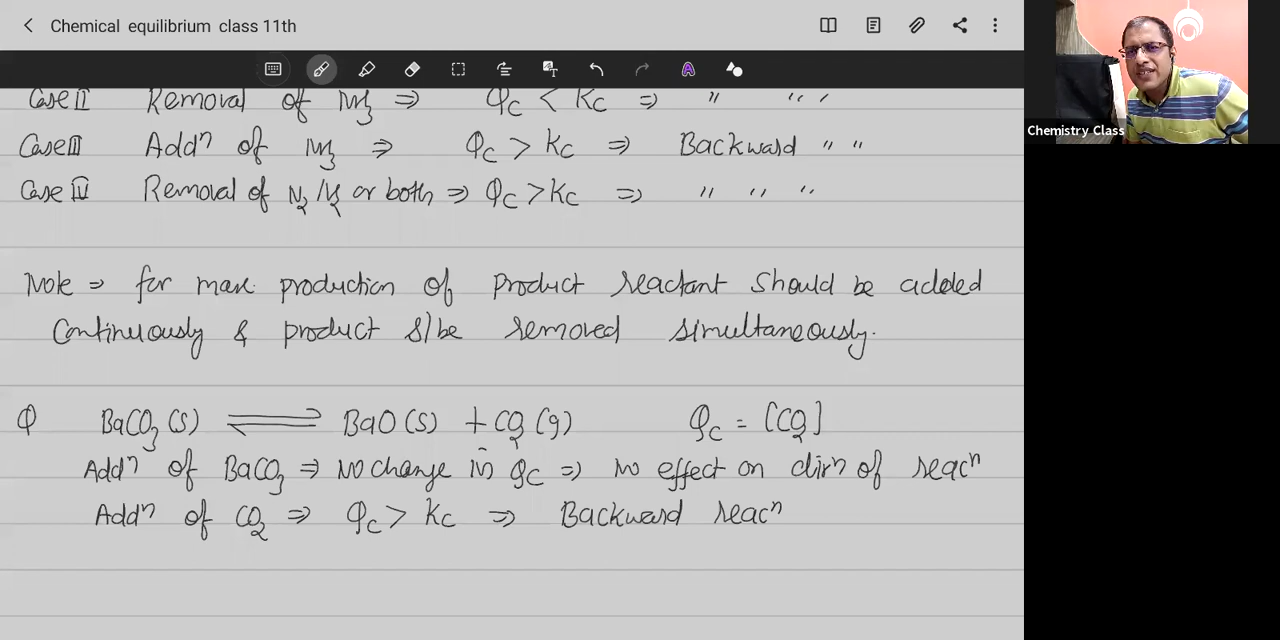 Chemical equilibrium class 11th
Case II Removal of NH3 ⇒ QC < KC ⇒ " " "
Case III Addn of NH3 ⇒ QC > KC ⇒ Backward " "
Case IV Removal of N2/H2 or both ⇒ QC > KC ⇒ " " "
Note ⇒ for max. production of product reactant should be added
continuously & product s/be removed simultaneously.
Q BaCO3(s) ⇌ BaO(s) + CO2(g) QC = [CO2]
Addn of BaCO3 ⇒ No change in QC ⇒ No effect on dirn of reacn
Addn of CO2 ⇒ QC > KC ⇒ Backward reacn
Chemistry Class